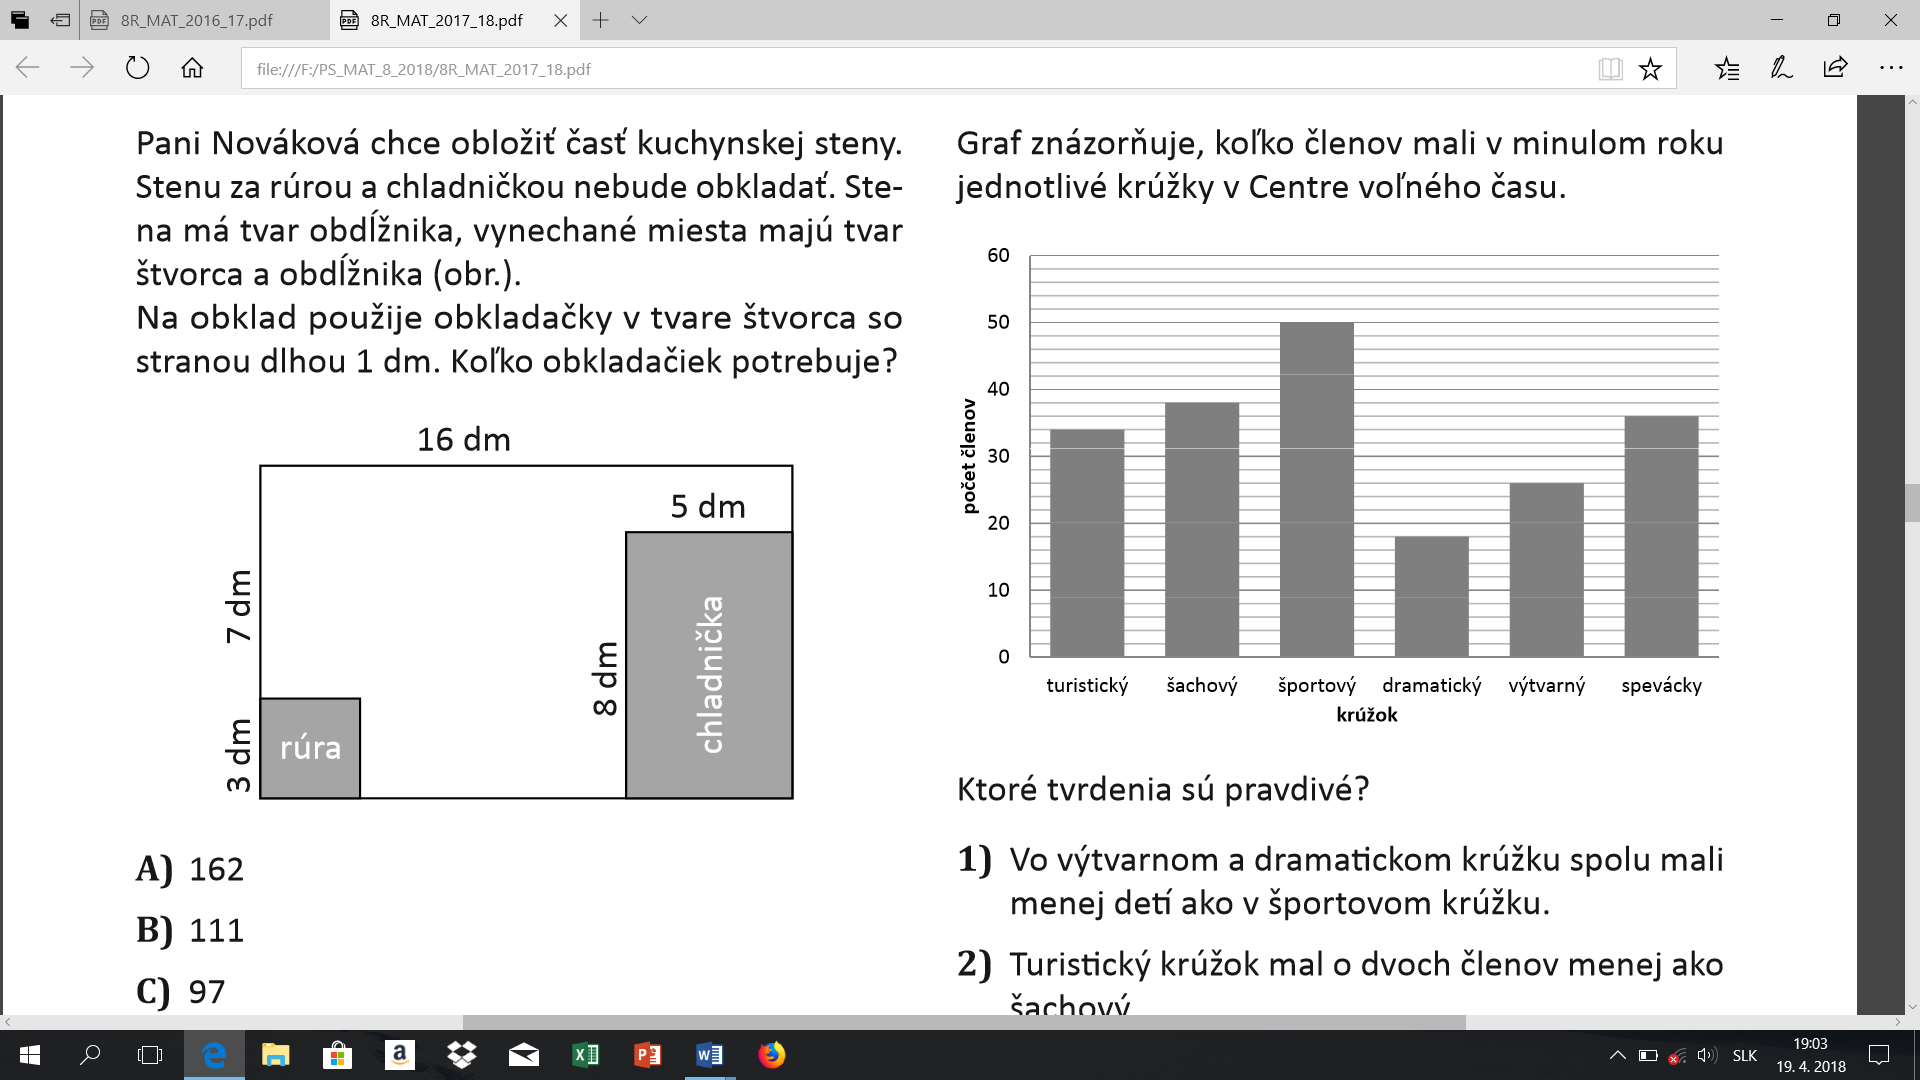 8R_MAT_2016_17.pdf
8R_MAT_2017_18.pdf
file:///F:/PS_MAT_8_2018/8R_MAT_2017_18.pdf
Pani Nováková chce obložiť časť kuchynskej steny.
Stenu za rúrou a chladničkou nebude obkladať. Ste-
na má tvar obdĺžnika, vynechané miesta majú tvar
štvorca a obdĺžnika (obr.).
Na obklad použije obkladačky v tvare štvorca so
stranou dlhou 1 dm. Koľko obkladačiek potrebuje?
16 dm
5 dm
7 dm
8 dm
chladnička
3 dm
rúra
A) 162
B) 111
C) 97
Graf znázorňuje, koľko členov mali v minulom roku
jednotlivé krúžky v Centre voľného času.
60
50
40
30
20
10
0
počet členov
turistický šachový športový dramatický výtvarný spevácky
krúžok
Ktoré tvrdenia sú pravdivé?
1) Vo výtvarnom a dramatickom krúžku spolu mali
menej detí ako v športovom krúžku.
2) Turistický krúžok mal o dvoch členov menej ako
šachový
SLK
19:03
19. 4. 2018